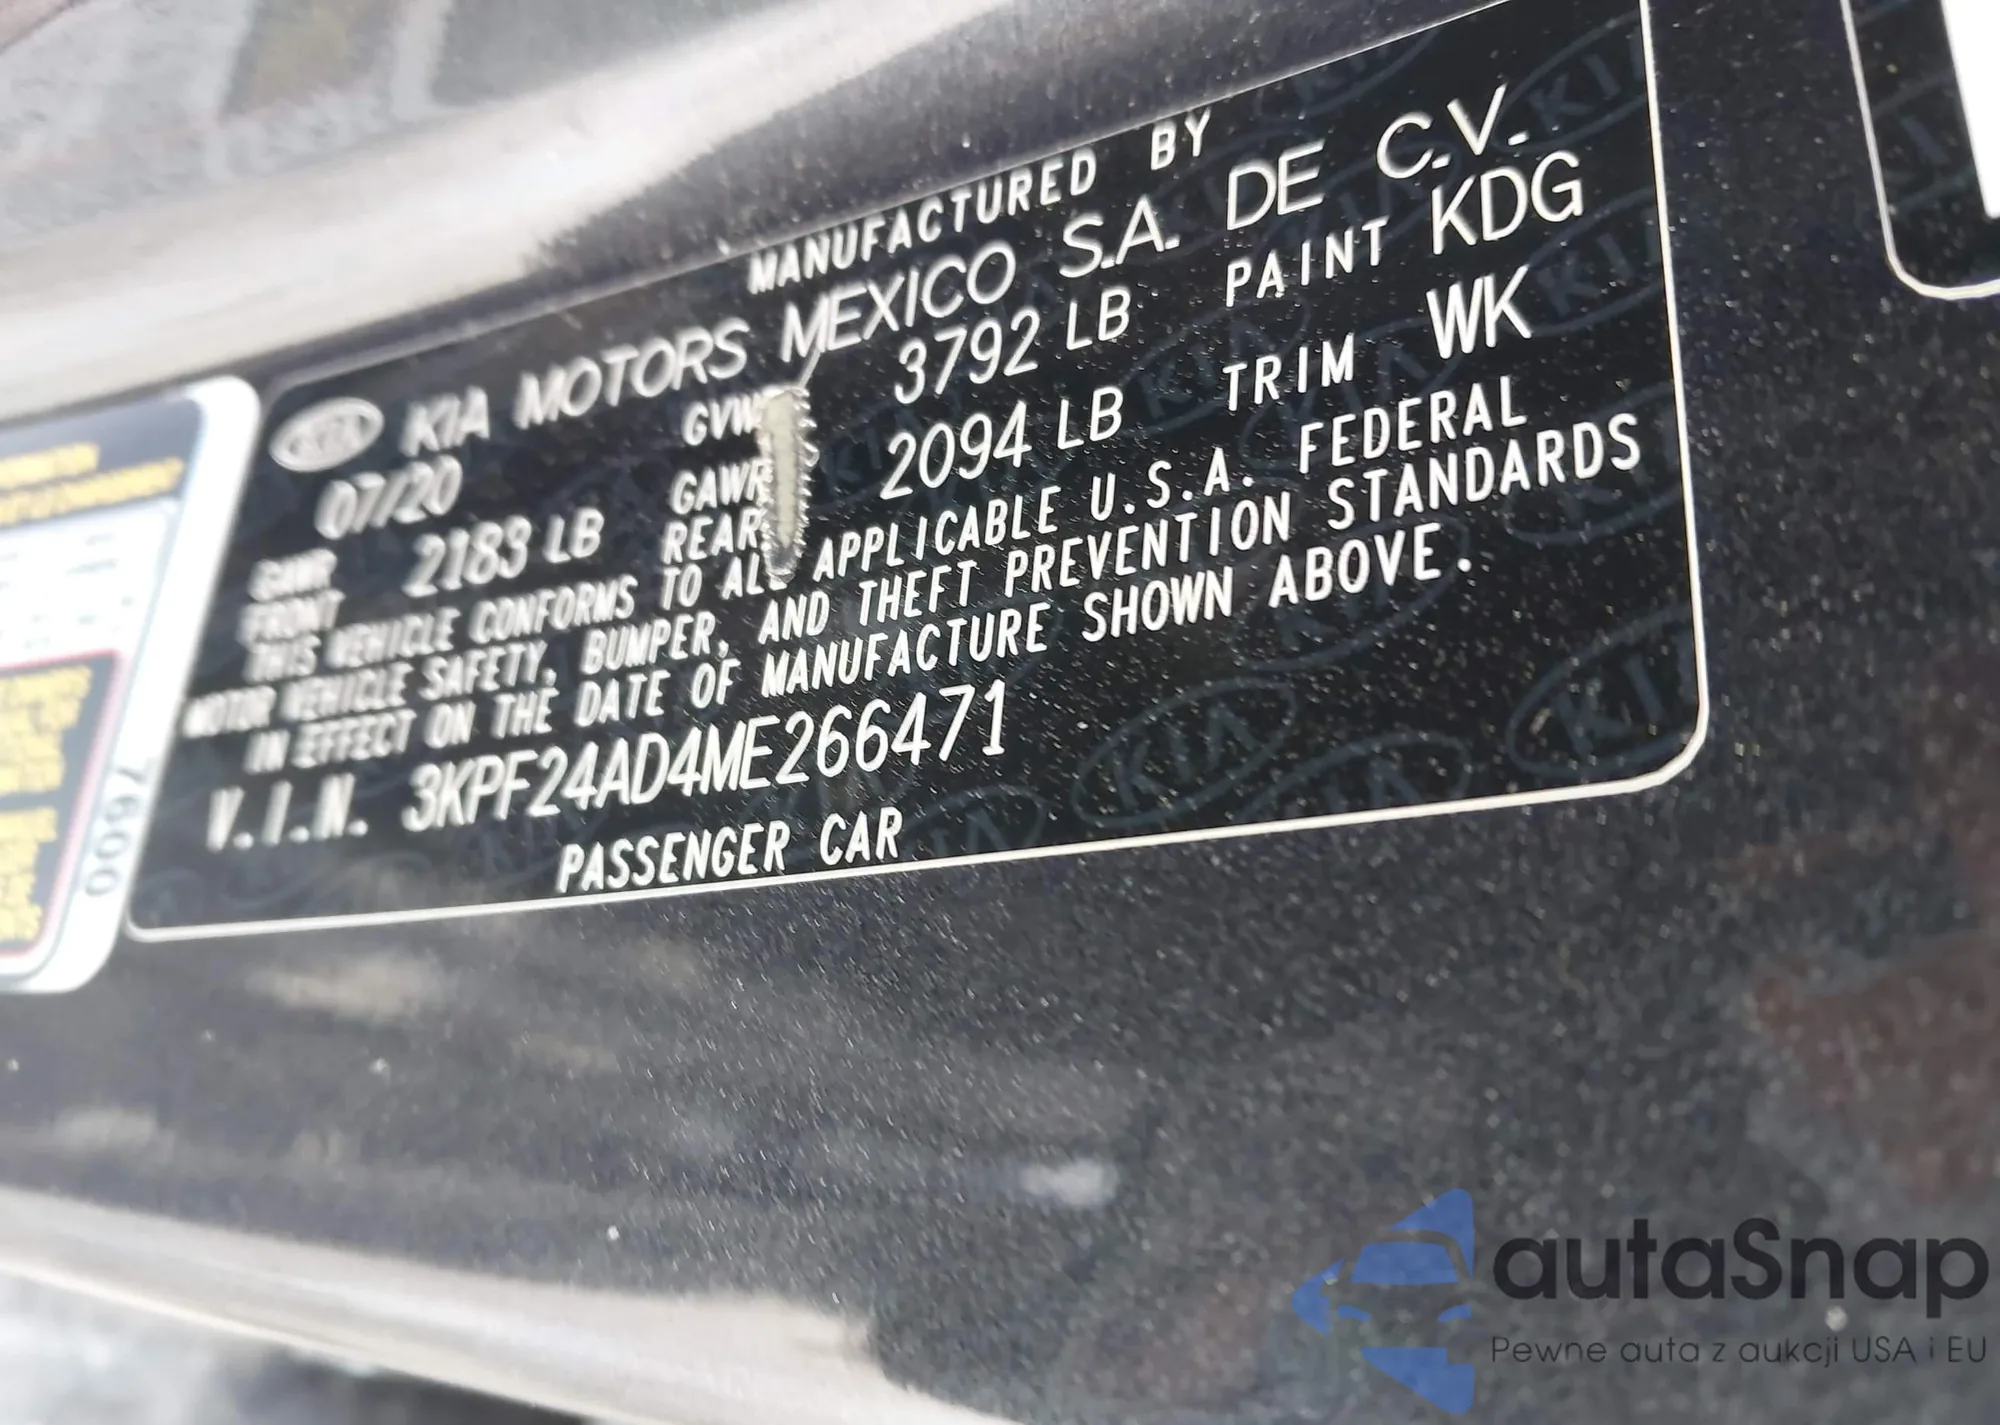 MANUFACTURED BY
KIA KIA MOTORS MEXICO S.A. DE C.V.
07/20 GVW 3792 LB PAINT KDG
GAWR FRONT 2183 LB GAWR REAR 2094 LB TRIM WK
THIS VEHICLE CONFORMS TO ALL APPLICABLE U.S.A. FEDERAL
MOTOR VEHICLE SAFETY, BUMPER, AND THEFT PREVENTION STANDARDS
IN EFFECT ON THE DATE OF MANUFACTURE SHOWN ABOVE.
V.I.N. 3KPF24AD4ME266471
PASSENGER CAR
7600
autaSnap
Pewne auta z aukcji USA i EU